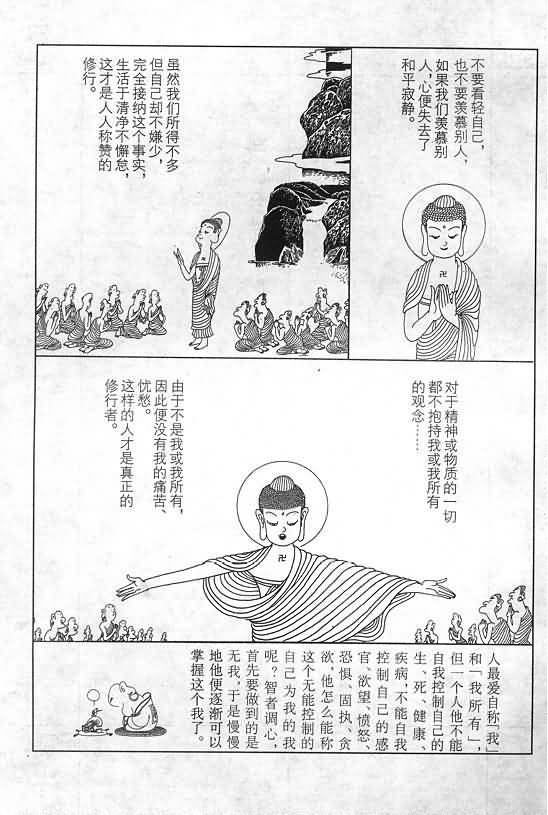 不要看轻自己，
也不要羡慕别人，
如果我们羡慕别
人，心便失去了
和平寂静。
虽然我们所得不多
但自己却不嫌少，
完全接纳这个事实，
生活于清净不懈怠，
这才是人人称赞的
修行。
对于精神或物质的一切
都不抱持我或我所有
的观念……
由于不是我或我所有，
因此便没有我的痛苦、
忧愁。
这样的人才是真正的
修行者。
人最爱自称「我」
和「我所有」，
但一个人他不能
自我控制自己的
生、死、健康、
疾病，不能自我
控制自己的感
官、欲望、愤怒、
恐惧、固执、贪
欲，他怎么能称
这个无能控制的
自己为我的我
呢？智者调心，
首先要做到的是
无我，于是慢慢
地他便逐渐可以
掌握这个我了。